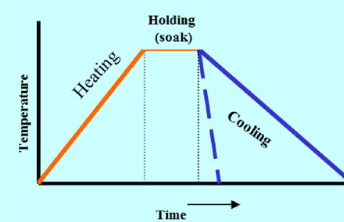 Holding
(soak)
Heating
Temperature
Cooling
Time